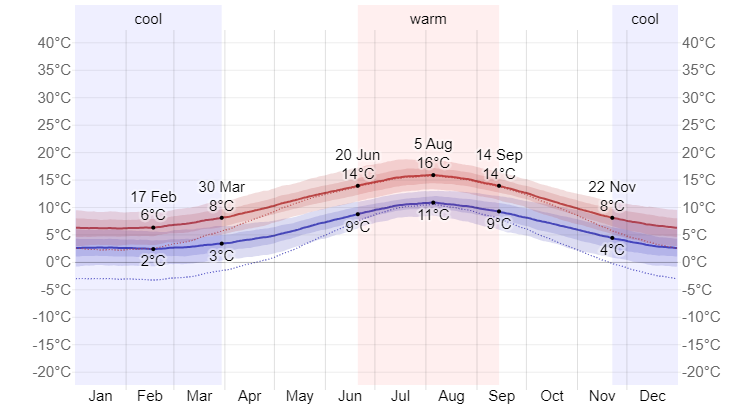 cool warm cool
40°C 40°C
35°C 35°C
30°C 30°C
25°C 25°C
20°C 20 Jun 5 Aug 14 Sep 20°C
15°C 17 Feb 30 Mar 14°C 16°C 14°C 22 Nov 15°C
10°C 6°C 8°C 8°C 10°C
5°C 9°C 11°C 9°C 5°C
0°C 2°C 3°C 4°C 0°C
-5°C -5°C
-10°C -10°C
-15°C -15°C
-20°C -20°C
Jan Feb Mar Apr May Jun Jul Aug Sep Oct Nov Dec